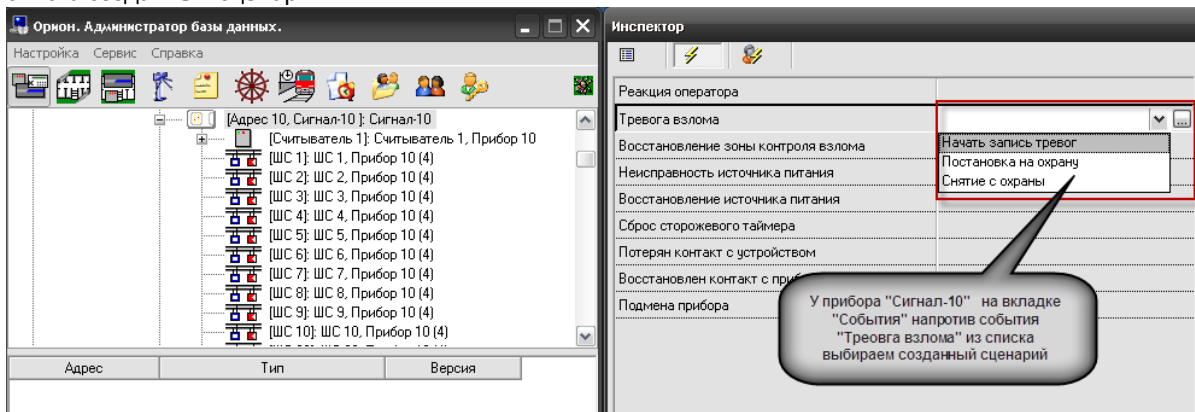 Орион. Администратор базы данных.
Настройка Сервис Справка
[Адрес 10, Сигнал-10 ]: Сигнал-10
[Считыватель 1]: Считыватель 1, Прибор 10
[ШС 1]: ШС 1, Прибор 10 (4)
[ШС 2]: ШС 2, Прибор 10 (4)
[ШС 3]: ШС 3, Прибор 10 (4)
[ШС 4]: ШС 4, Прибор 10 (4)
[ШС 5]: ШС 5, Прибор 10 (4)
[ШС 6]: ШС 6, Прибор 10 (4)
[ШС 7]: ШС 7, Прибор 10 (4)
[ШС 8]: ШС 8, Прибор 10 (4)
[ШС 9]: ШС 9, Прибор 10 (4)
[ШС 10]: ШС 10, Прибор 10 (4)
Адрес Тип Версия
Инспектор
Реакция оператора
Тревога взлома
Восстановление зоны контроля взлома
Неисправность источника питания
Восстановление источника питания
Сброс сторожевого таймера
Потерян контакт с устройством
Восстановлен контакт с
Подмена прибора
Начать запись тревог
Постановка на охрану
Снятие с охраны
У прибора "Сигнал-10" на вкладке
"События" напротив события
"Треовга взлома" из списка
выбираем созданный сценарий